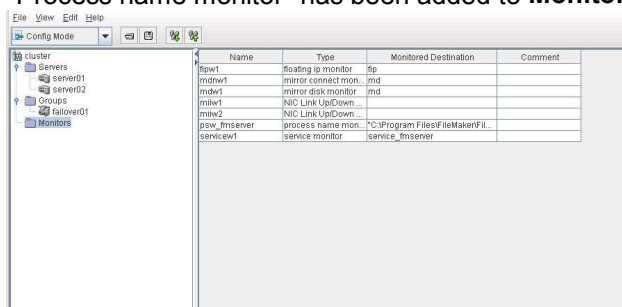 "Process name monitor" has been added to Monitor
File View Edit Help
Config Mode
cluster
Servers
server01
server02
Groups
failover01
Monitors
Name Type Monitored Destination Comment
fipw1 floating ip monitor fip
mdnw1 mirror connect mon... md
mdw1 mirror disk monitor md
miiw1 NIC Link Up/Down ...
miiw2 NIC Link Up/Down ...
psw_fmserver process name mon... "C:\Program Files\FileMaker\Fil...
servicew1 service monitor service_fmserver